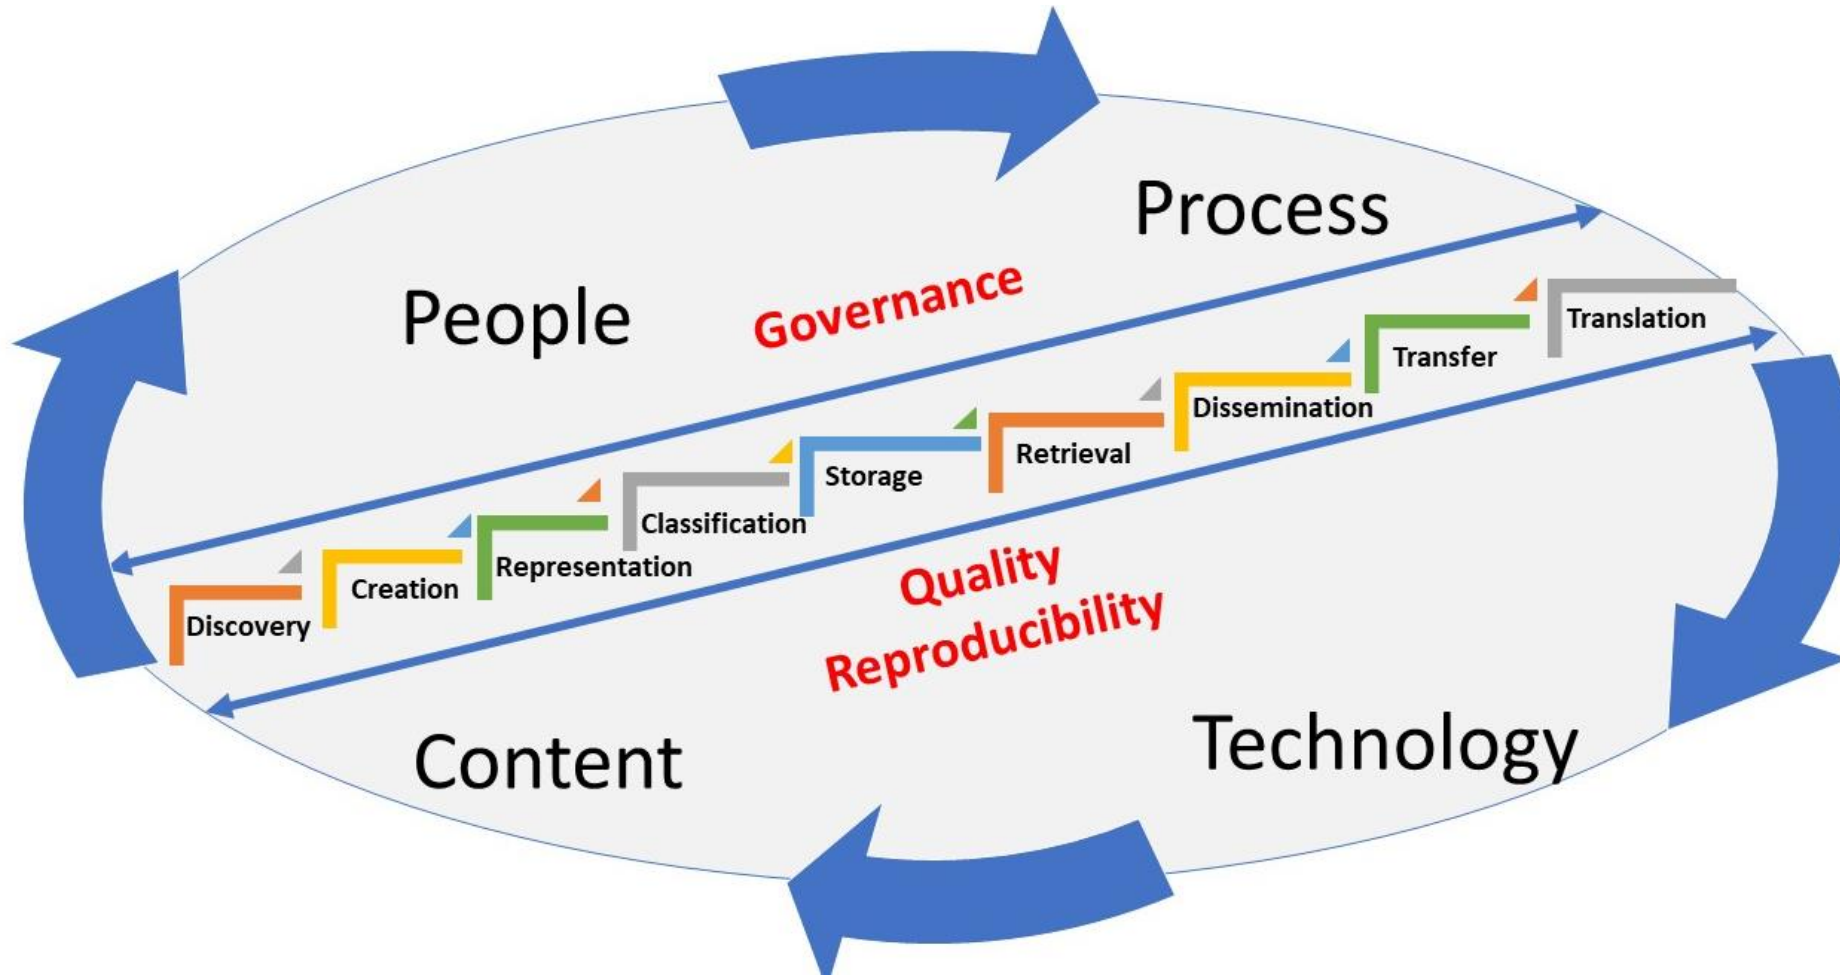 People
Process
Governance
Discovery
Creation
Representation
Classification
Storage
Retrieval
Dissemination
Transfer
Translation
Quality
Reproducibility
Content
Technology